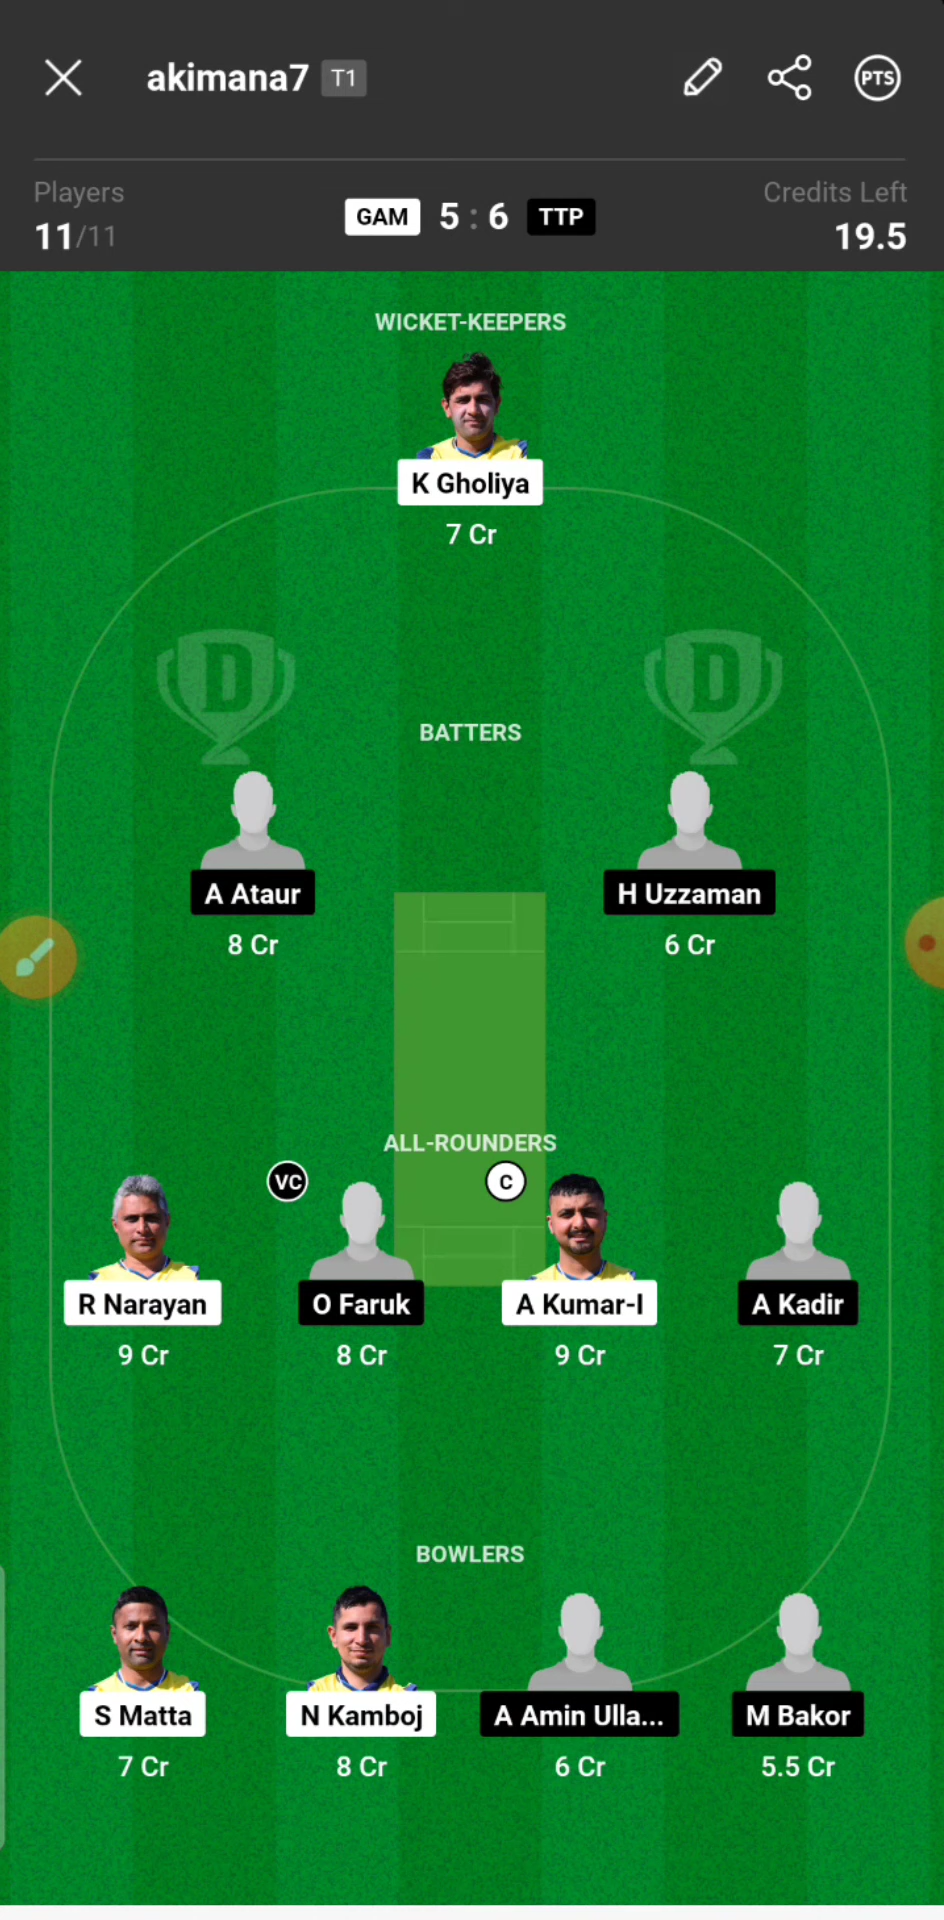 akimana7 T1
PTS
Players
11/11
GAM 5 : 6 TTP
Credits Left
19.5
WICKET-KEEPERS
K Gholiya
7 Cr
D D
BATTERS
A Ataur
8 Cr
H Uzzaman
6 Cr
ALL-ROUNDERS
VC C
R Narayan O Faruk A Kumar-I A Kadir
9 Cr 8 Cr 9 Cr 7 Cr
BOWLERS
S Matta N Kamboj A Amin Ulla... M Bakor
7 Cr 8 Cr 6 Cr 5.5 Cr